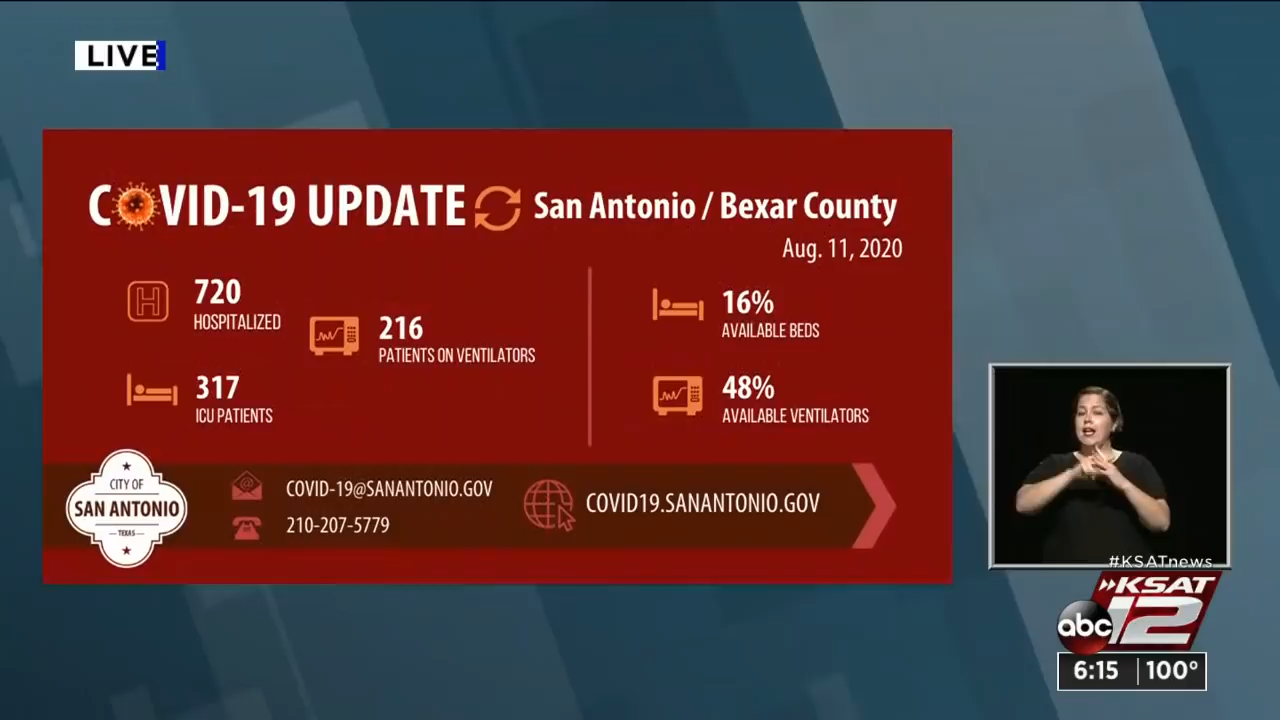 LIVE
COVID-19 UPDATE
San Antonio / Bexar County
Aug. 11, 2020
720
HOSPITALIZED
216
PATIENTS ON VENTILATORS
317
ICU PATIENTS
16%
AVAILABLE BEDS
48%
AVAILABLE VENTILATORS
CITY OF
SAN ANTONIO
TEXAS
COVID-19@SANANTONIO.GOV
210-207-5779
COVID19.SANANTONIO.GOV
#KSATnews
KSAT
abc 12
6:15 100°